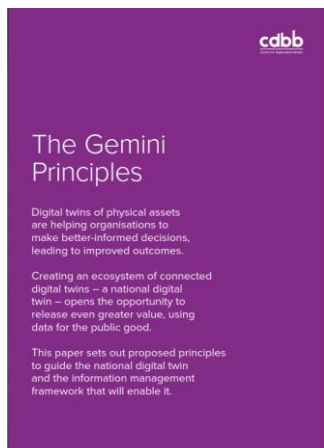 cdbb
The Gemini
Principles
Digital twins of physical assets
are helping organisations to
make better-informed decisions,
leading to improved outcomes.
Creating an ecosystem of connected
digital twins – a national digital
twin – opens the opportunity to
release even greater value, using
data for the public good.
This paper sets out proposed principles
to guide the national digital twin
and the information management
framework that will enable it.